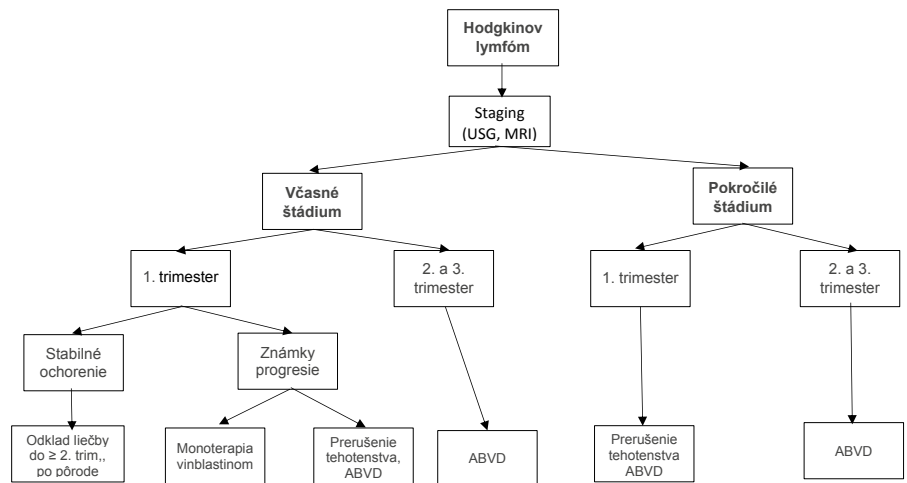 Hodgkinov
lymfóm
Staging
(USG, MRI)
Včasné
štádium
Pokročilé
štádium
1. trimester
2. a 3.
trimester
1. trimester
2. a 3.
trimester
Stabilné
ochorenie
Známky
progresie
Odklad liečby
do ≥ 2. trim,,
po pôrode
Monoterapia
vinblastinom
Prerušenie
tehotenstva,
ABVD
ABVD
Prerušenie
tehotenstva
ABVD
ABVD